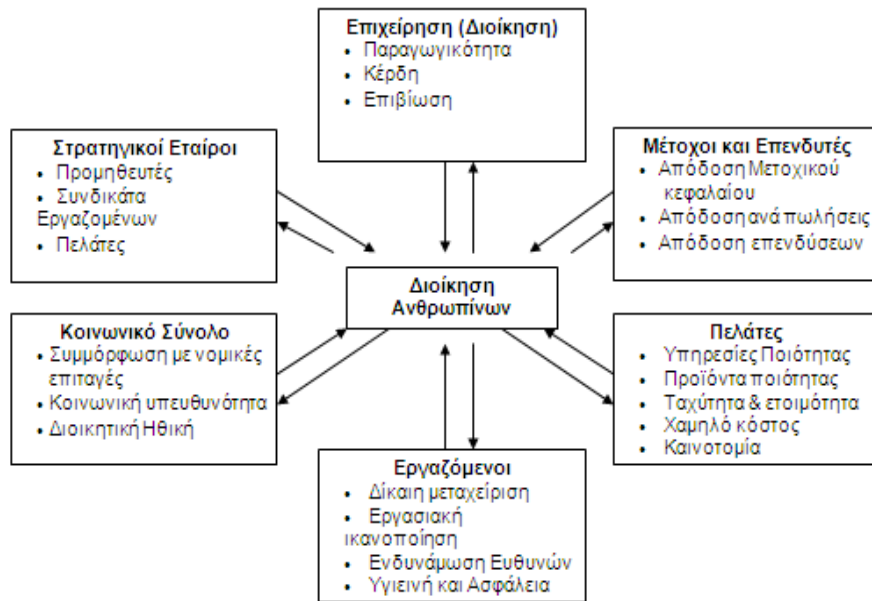 Επιχείρηση (Διοίκηση)
• Παραγωγικότητα
• Κέρδη
• Επιβίωση
Στρατηγικοί Εταίροι
• Προμηθευτές
• Συνδικάτα
Εργαζομένων
• Πελάτες
Μέτοχοι και Επενδυτές
• Απόδοση Μετοχικού
κεφαλαίου
• Απόδοση ανά πωλήσεις
• Απόδοση επενδύσεων
Διοίκηση
Ανθρωπίνων
Κοινωνικό Σύνολο
• Συμμόρφωση με νομικές
επιταγές
• Κοινωνική υπευθυνότητα
• Διοικητική Ηθική
Πελάτες
• Υπηρεσίες Ποιότητας
• Προϊόντα ποιότητας
• Ταχύτητα & ετοιμότητα
• Χαμηλό κόστος
• Καινοτομία
Εργαζόμενοι
• Δίκαιη μεταχείριση
• Εργασιακή
ικανοποίηση
• Ενδυνάμωση Ευθυνών
• Υγιεινή και Ασφάλεια